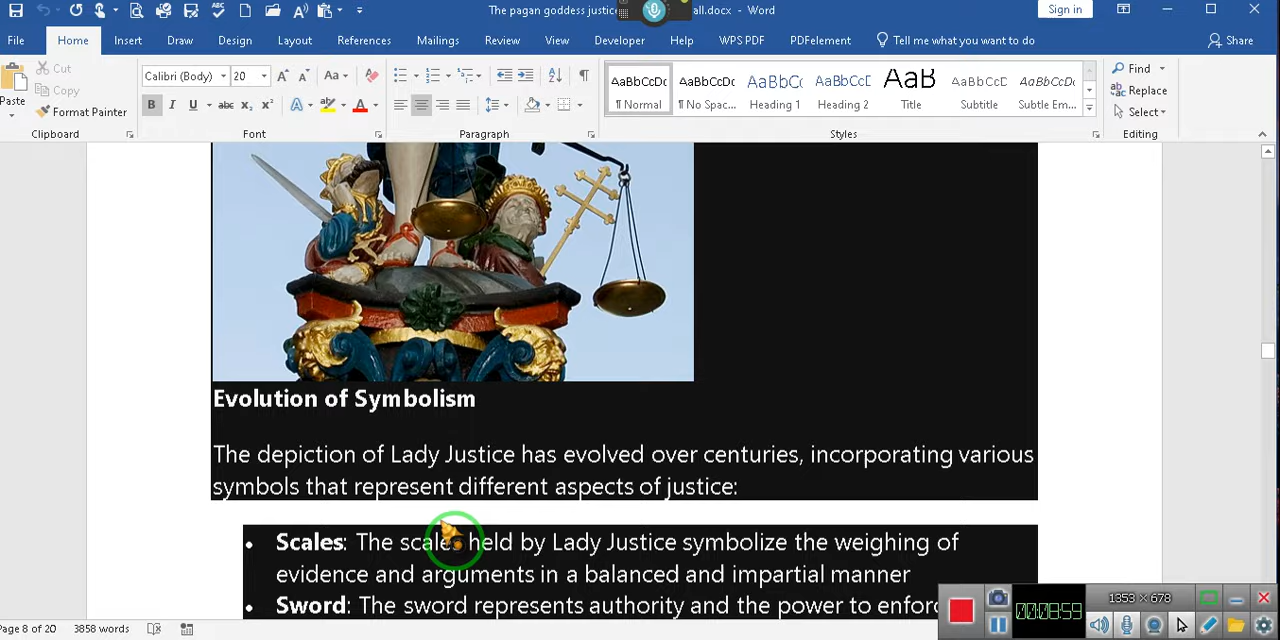 The pagan goddess justice all.docx - Word
Sign in
File Home Insert Draw Design Layout References Mailings Review View Developer Help WPS PDF PDFelement Tell me what you want to do Share
Paste
Cut
Copy
Format Painter
Clipboard
Calibri (Body) 20
Font
Paragraph
AaBbCcDc AaBbCcDc AaBbCc AaBbCcD AaB AaBbCcD AaBbCcDc
¶ Normal ¶ No Spac... Heading 1 Heading 2 Title Subtitle Subtle Em...
Styles
Find
Replace
Select
Editing
Evolution of Symbolism
The depiction of Lady Justice has evolved over centuries, incorporating various
symbols that represent different aspects of justice:
• Scales: The scales held by Lady Justice symbolize the weighing of
evidence and arguments in a balanced and impartial manner
• Sword: The sword represents authority and the power to enforc
1353 × 678
00:08:59
Page 8 of 20 3858 words